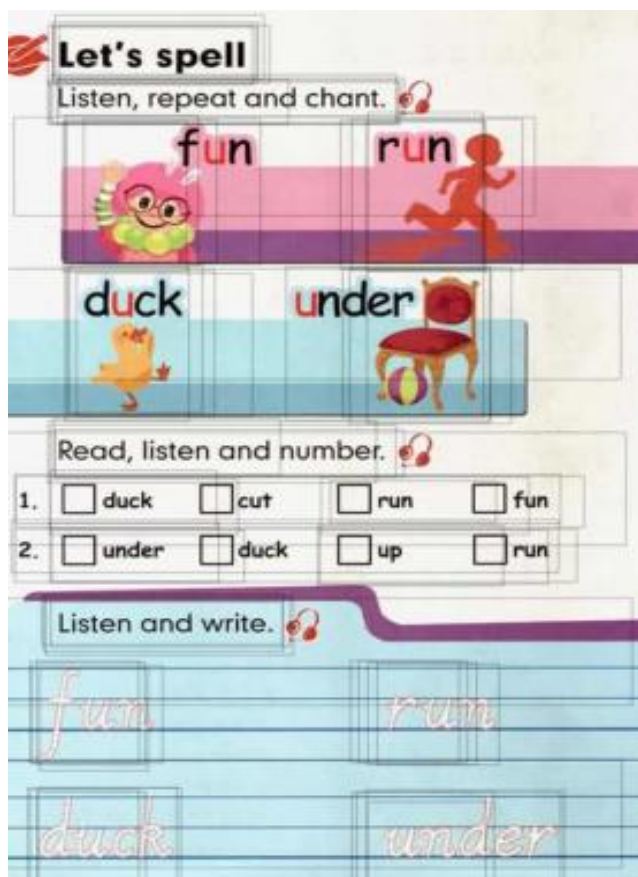 Let's spell
Listen, repeat and chant.
fun run
duck under
Read, listen and number.
1. duck cut run fun
2. under duck up run
Listen and write.
fun run
duck under